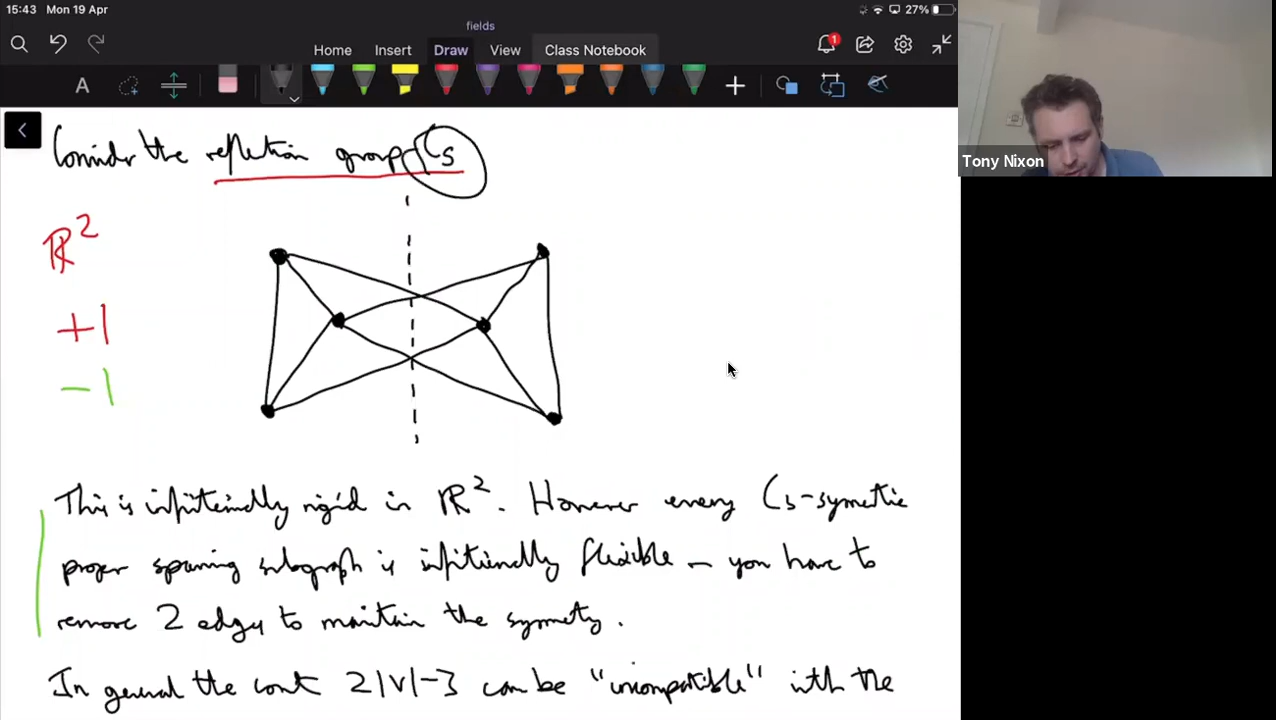 15:43 Mon 19 Apr
27%
fields
Home Insert Draw View Class Notebook
1
A
Tony Nixon
Consider the reflection group Cs
ℝ²
+1
-1
This is infinitesimally rigid in ℝ². However every Cs-symmetric
proper spanning subgraph is infinitesimally flexible - you have to
remove 2 edges to maintain the symmetry.
In general the count 2|V|-3 can be "incompatible" with the